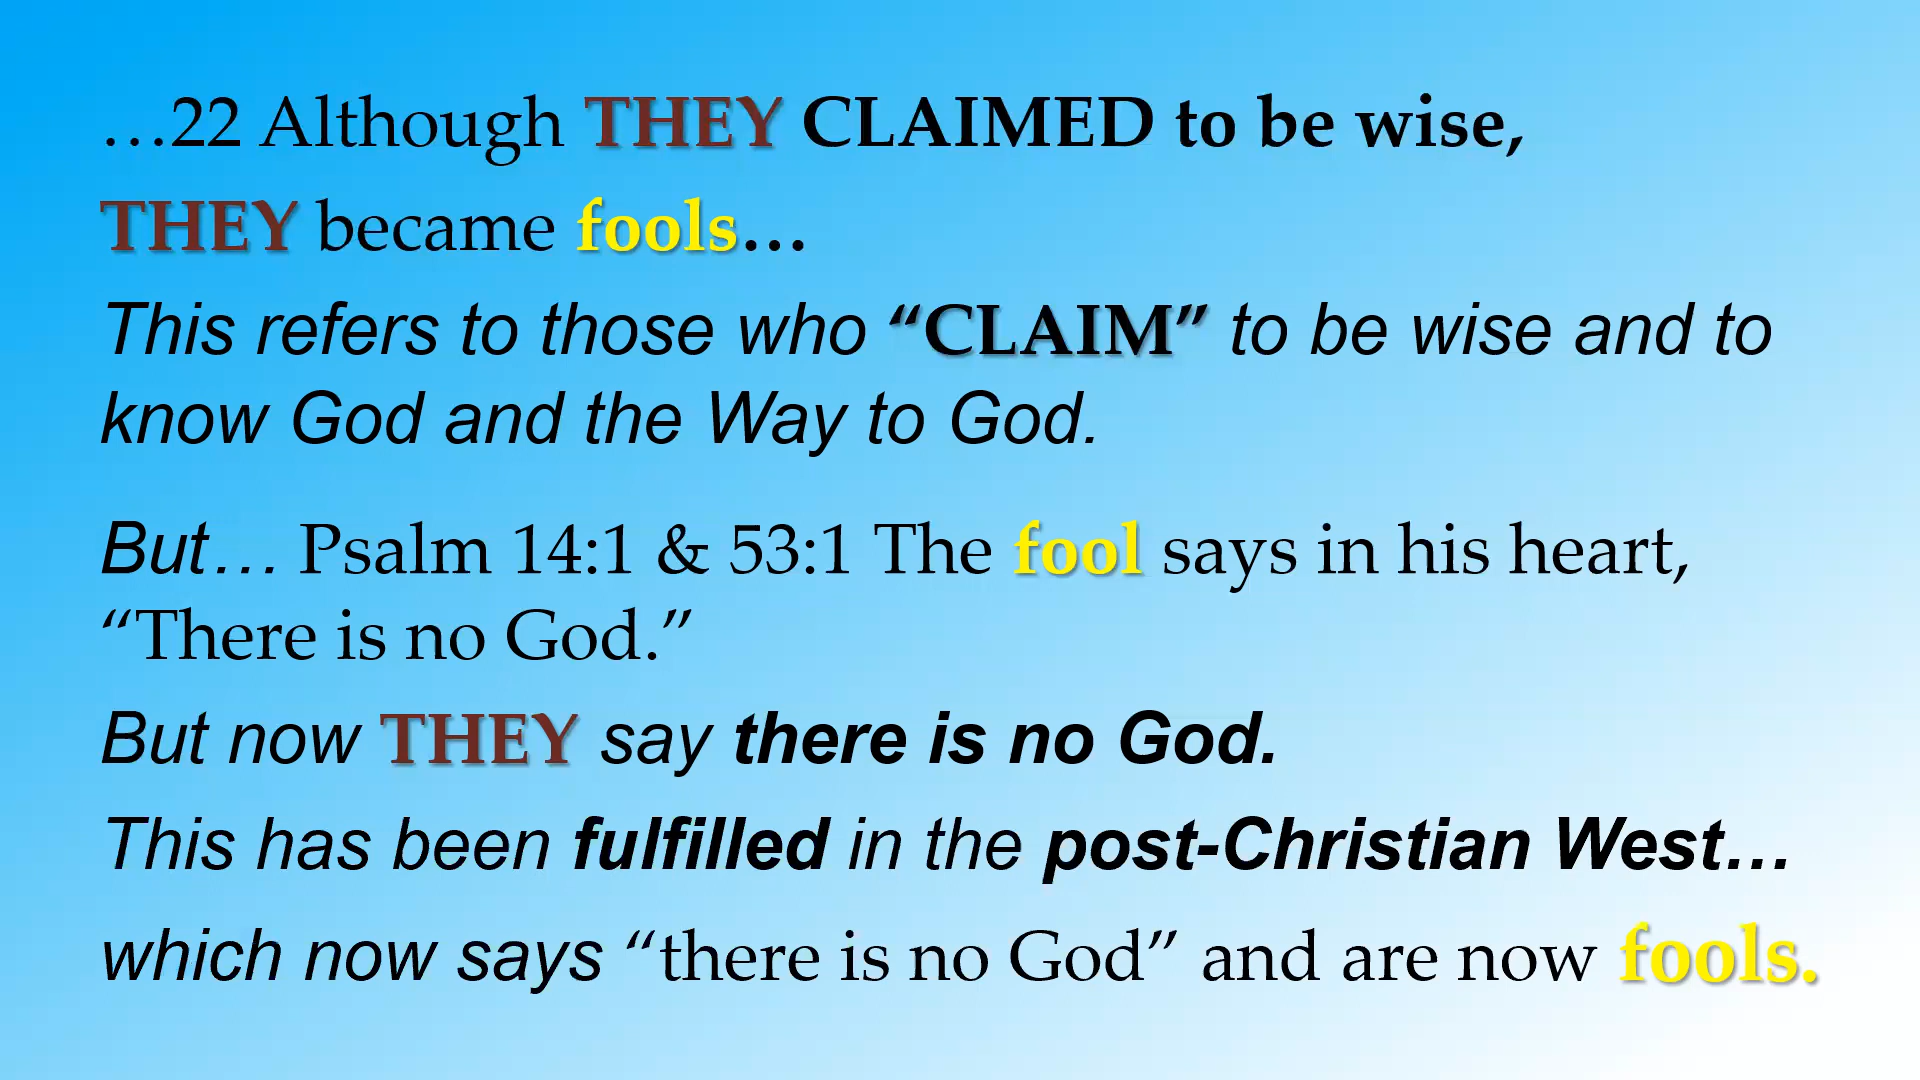 …22 Although THEY CLAIMED to be wise,
THEY became fools…
This refers to those who “CLAIM” to be wise and to
know God and the Way to God.
But… Psalm 14:1 & 53:1 The fool says in his heart,
“There is no God.”
But now THEY say there is no God.
This has been fulfilled in the post-Christian West…
which now says “there is no God” and are now fools.